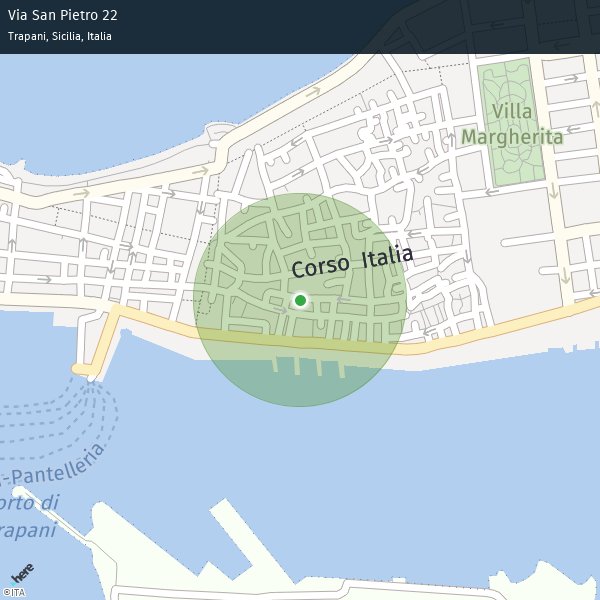 Via San Pietro 22
Trapani, Sicilia, Italia
Villa
Margherita
Corso Italia
-Pantelleria
orto di
rapani
here
©ITA